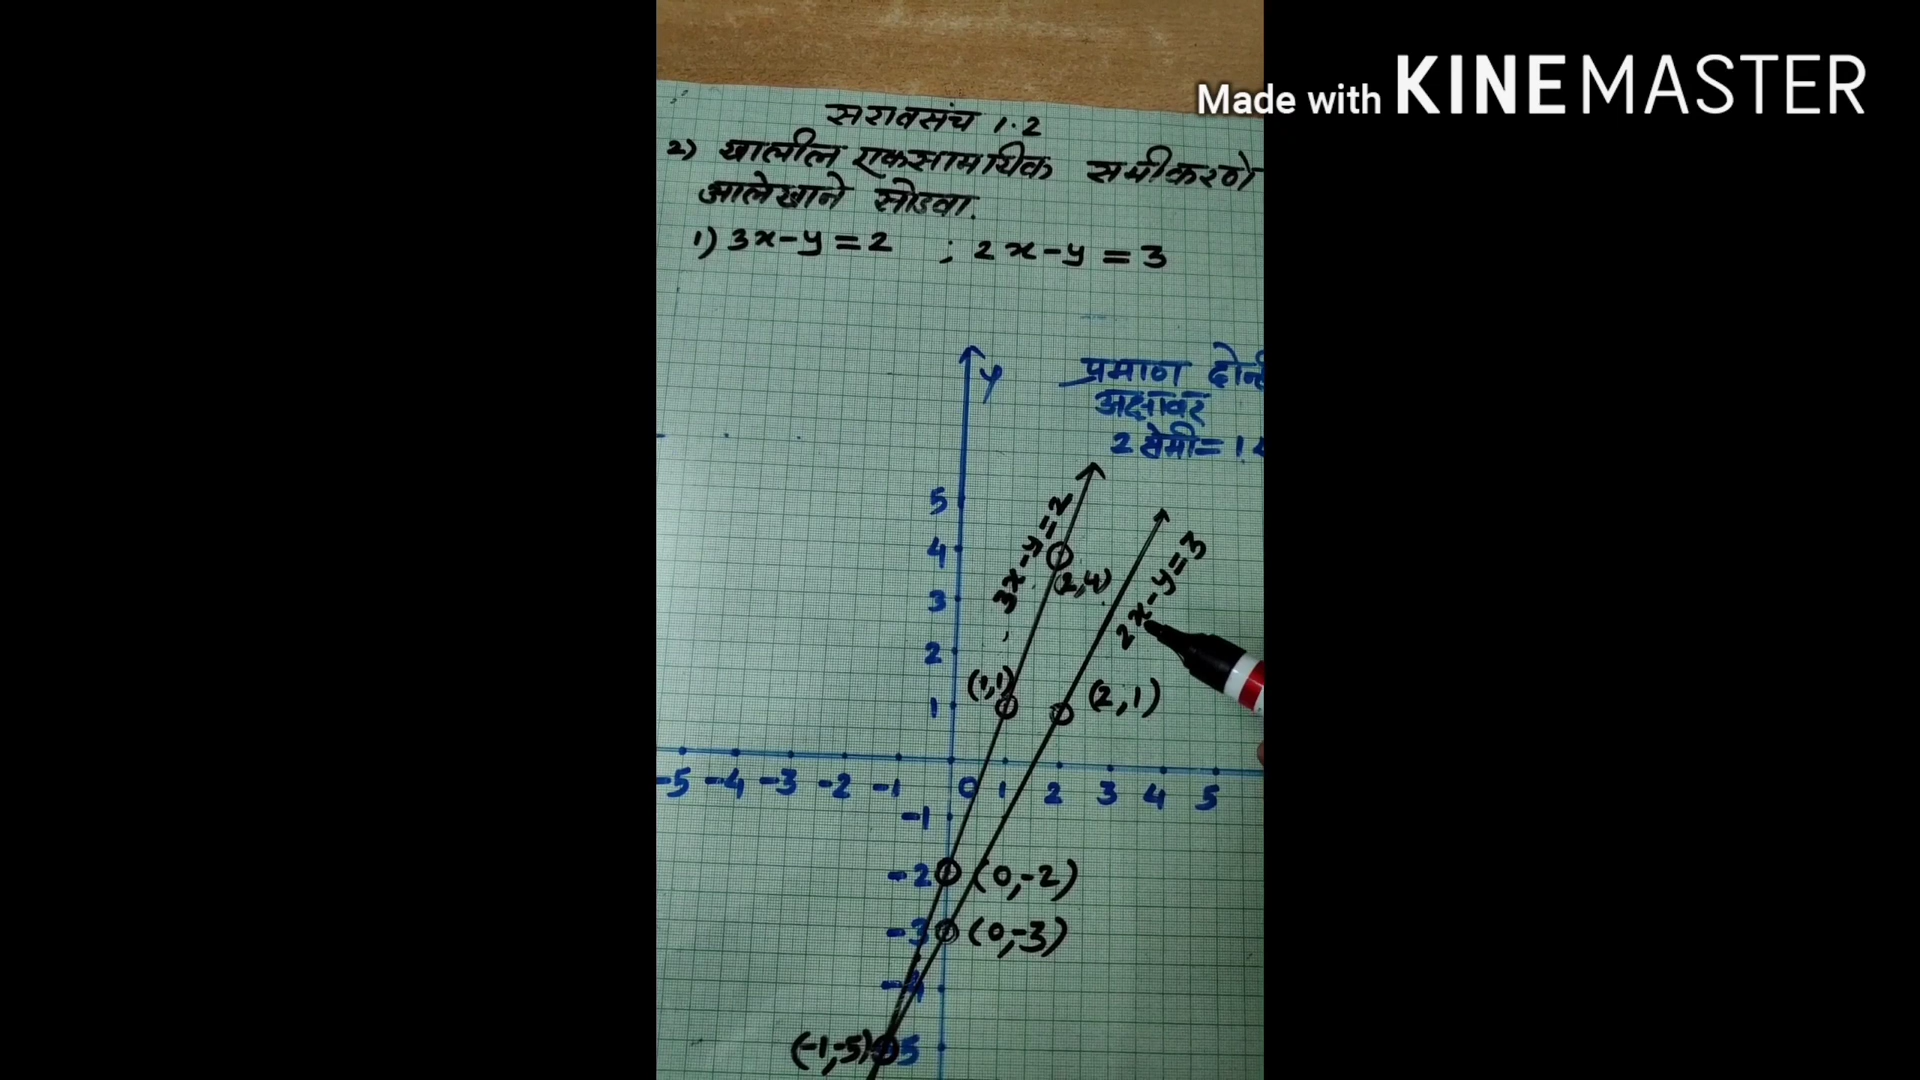 Made with KINEMASTER
सरावसंच 1.2
2) खालील एकसामयिक समीकरणे
आलेखाने सोडवा.
1) 3x-y=2 ; 2x-y=3
y
प्रमाण
अक्षावर
2 सेमी = 1
5
4
3
2
1
3x-y=2
(2,4)
2x-y=3
(1,1)
(2,1)
-5 -4 -3 -2 -1 0 1 2 3 4 5
-1
-2 (0,-2)
-3 (0,-3)
-4
(-1,-5) -5